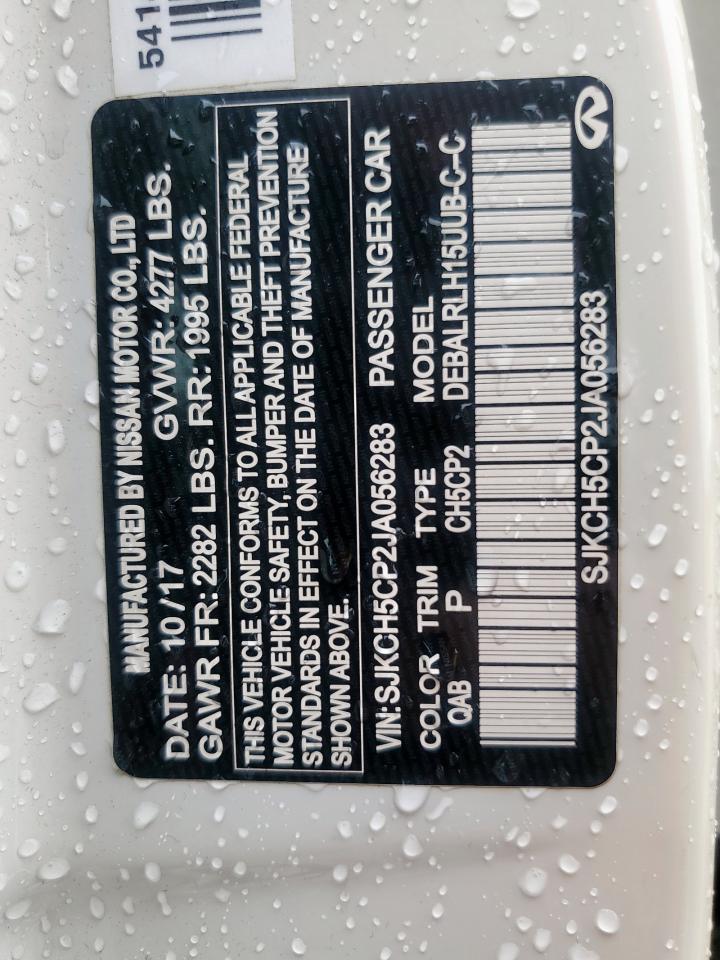 541
MANUFACTURED BY NISSAN MOTOR CO., LTD
DATE: 10 / 17 GVWR: 4277 LBS.
GAWR FR: 2282 LBS. RR: 1995 LBS.
THIS VEHICLE CONFORMS TO ALL APPLICABLE FEDERAL
MOTOR VEHICLE SAFETY, BUMPER AND THEFT PREVENTION
STANDARDS IN EFFECT ON THE DATE OF MANUFACTURE
SHOWN ABOVE.
VIN: SJKCH5CP2JA056283 PASSENGER CAR
COLOR TRIM TYPE MODEL
QAB P CH5CP2 DEBALRLH15UUB-C-C
SJKCH5CP2JA056283